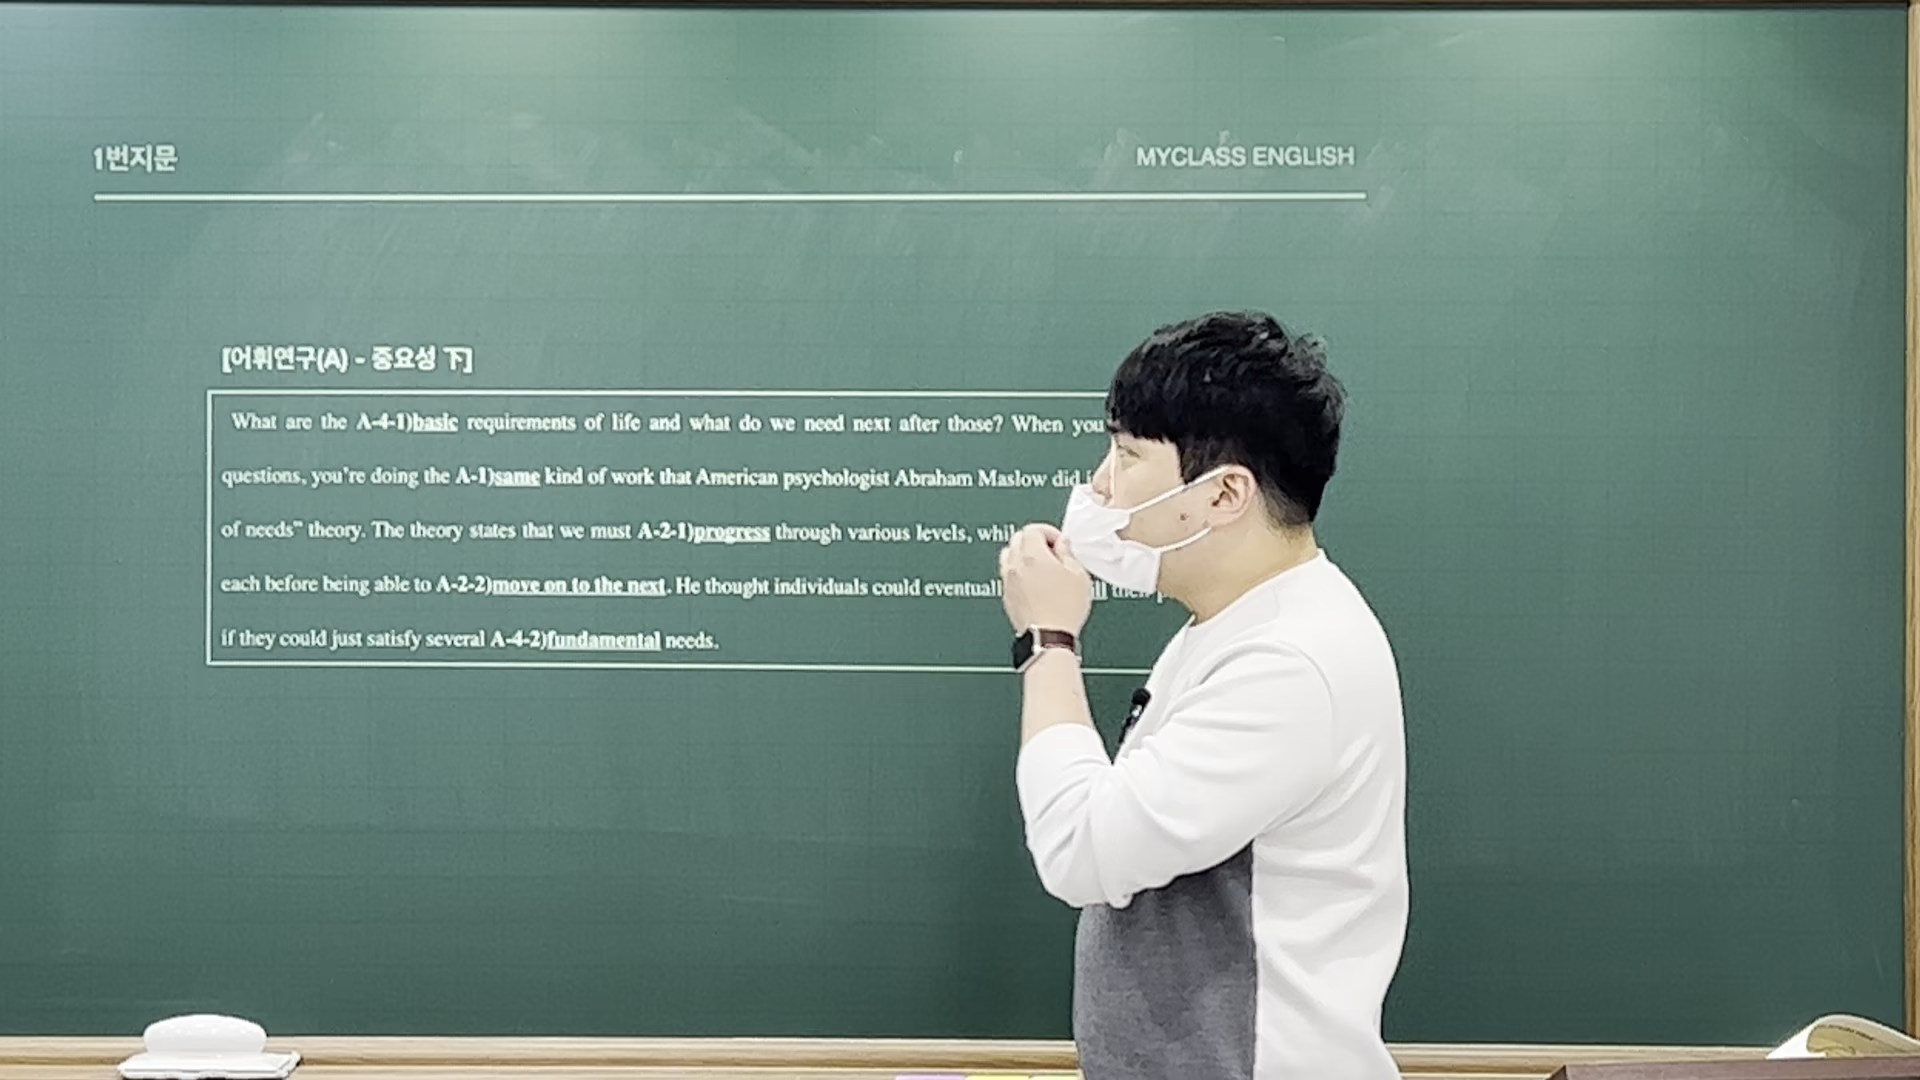 1번지문
MYCLASS ENGLISH
[어휘연구(A) - 중요성 下]
What are the A-4-1)basic requirements of life and what do we need next after those? When you
questions, you're doing the A-1)same kind of work that American psychologist Abraham Maslow did
of needs" theory. The theory states that we must A-2-1)progress through various levels,
each before being able to A-2-2)move on to the next. He thought individuals could
if they could just satisfy several A-4-2)fundamental needs.